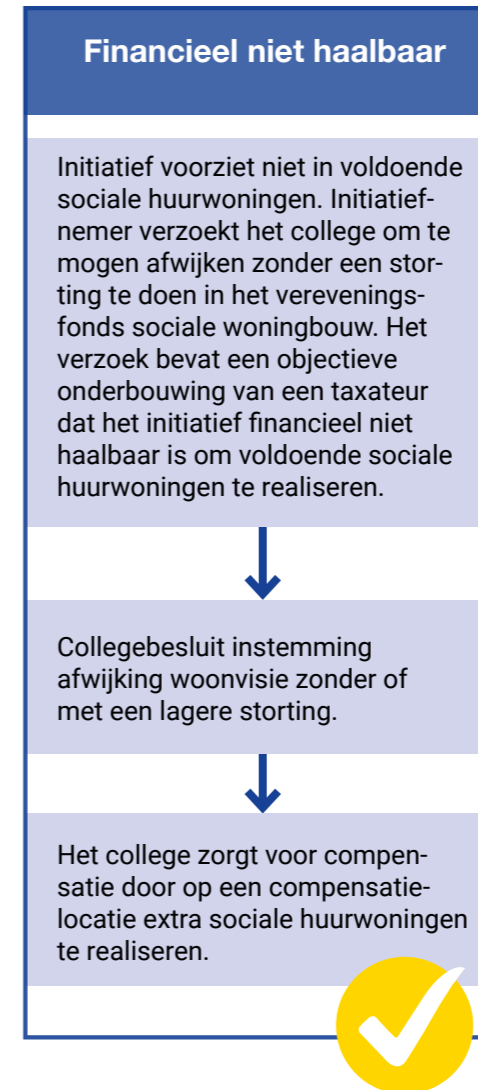 Financieel niet haalbaar
Initiatief voorziet niet in voldoende
sociale huurwoningen. Initiatief-
nemer verzoekt het college om te
mogen afwijken zonder een stor-
ting te doen in het verevenings-
fonds sociale woningbouw. Het
verzoek bevat een objectieve
onderbouwing van een taxateur
dat het initiatief financieel niet
haalbaar is om voldoende sociale
huurwoningen te realiseren.
Collegebesluit instemming
afwijking woonvisie zonder of
met een lagere storting.
Het college zorgt voor compen-
satie door op een compensatie-
locatie extra sociale huurwoningen
te realiseren.